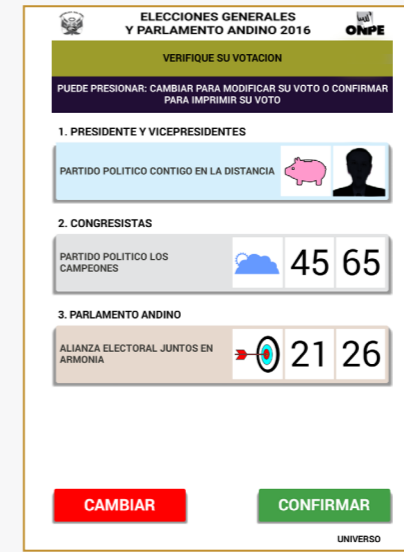 ELECCIONES GENERALES
Y PARLAMENTO ANDINO 2016
ONPE
VERIFIQUE SU VOTACION
PUEDE PRESIONAR: CAMBIAR PARA MODIFICAR SU VOTO O CONFIRMAR
PARA IMPRIMIR SU VOTO
1. PRESIDENTE Y VICEPRESIDENTES
PARTIDO POLITICO CONTIGO EN LA DISTANCIA
2. CONGRESISTAS
PARTIDO POLITICO LOS
CAMPEONES
45 65
3. PARLAMENTO ANDINO
ALIANZA ELECTORAL JUNTOS EN
ARMONIA
21 26
CAMBIAR
CONFIRMAR
UNIVERSO